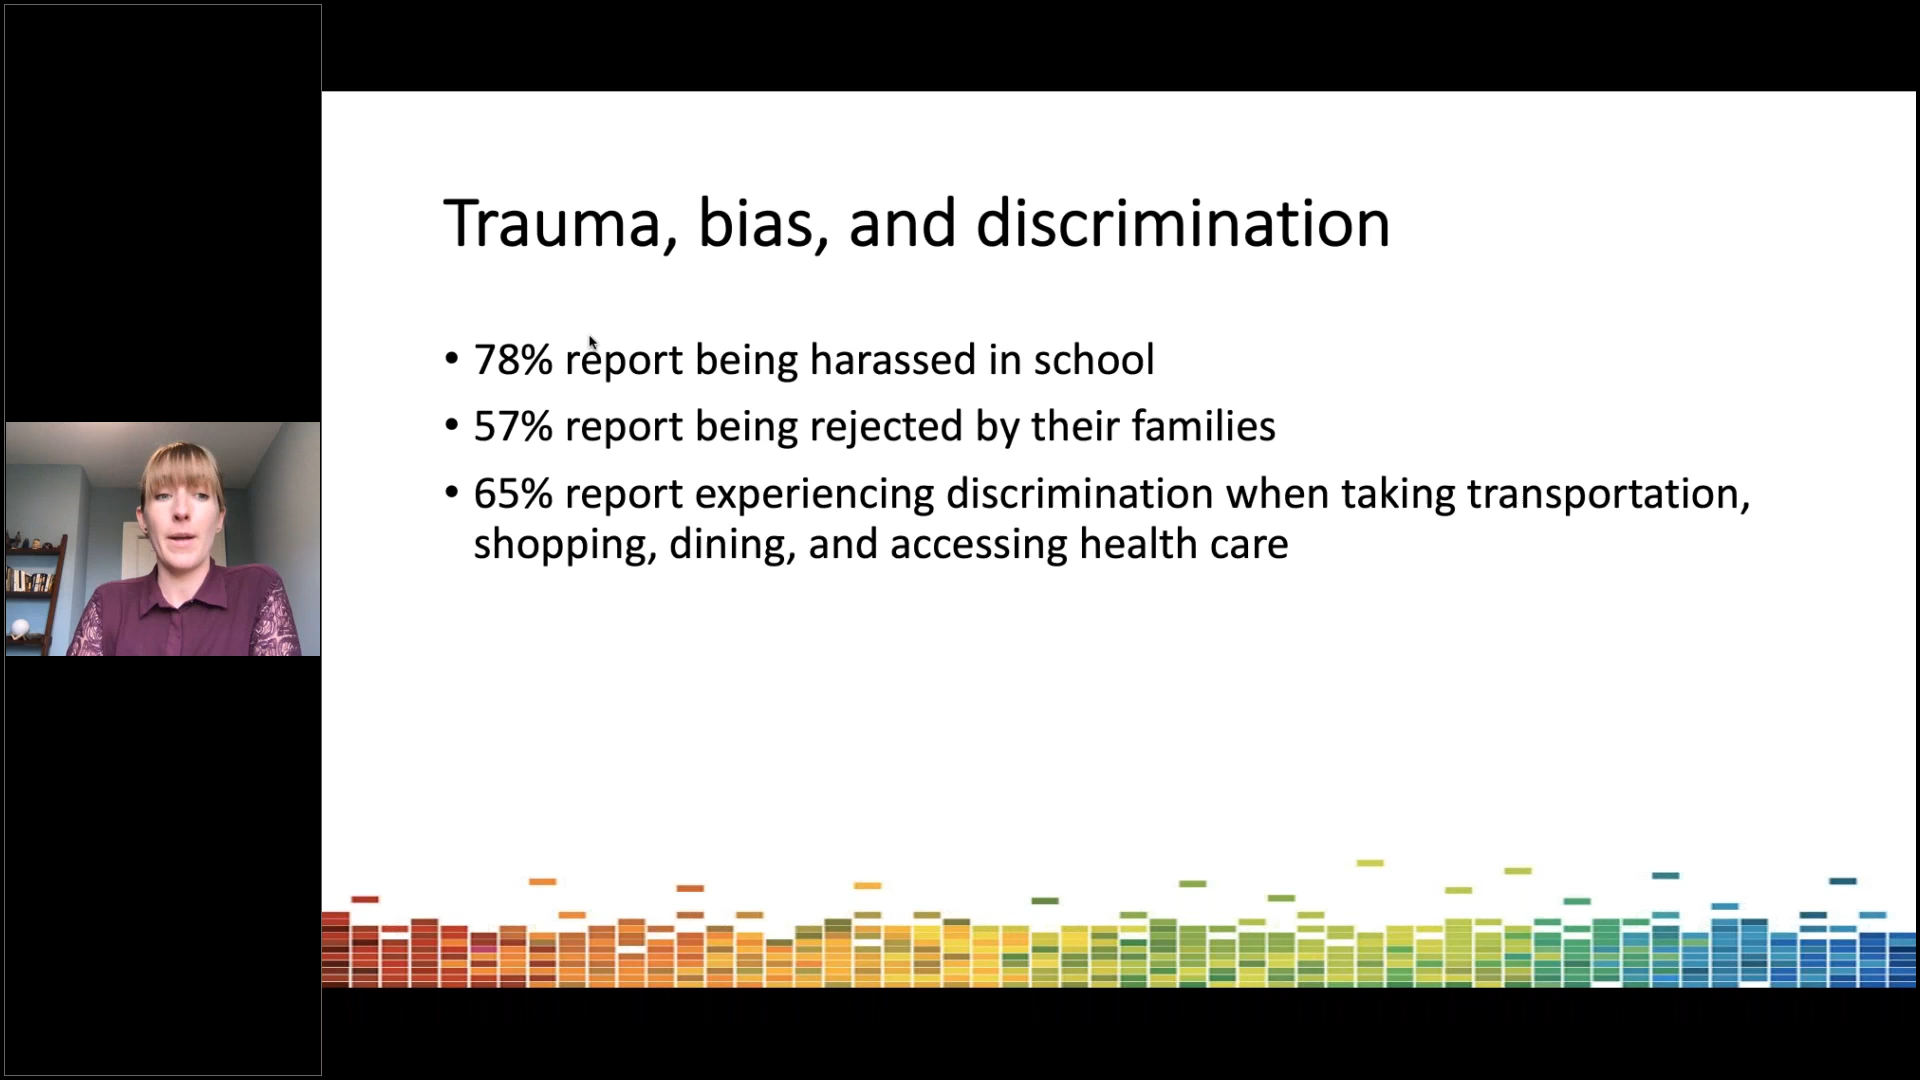 Trauma, bias, and discrimination
• 78% report being harassed in school
• 57% report being rejected by their families
• 65% report experiencing discrimination when taking transportation,
shopping, dining, and accessing health care